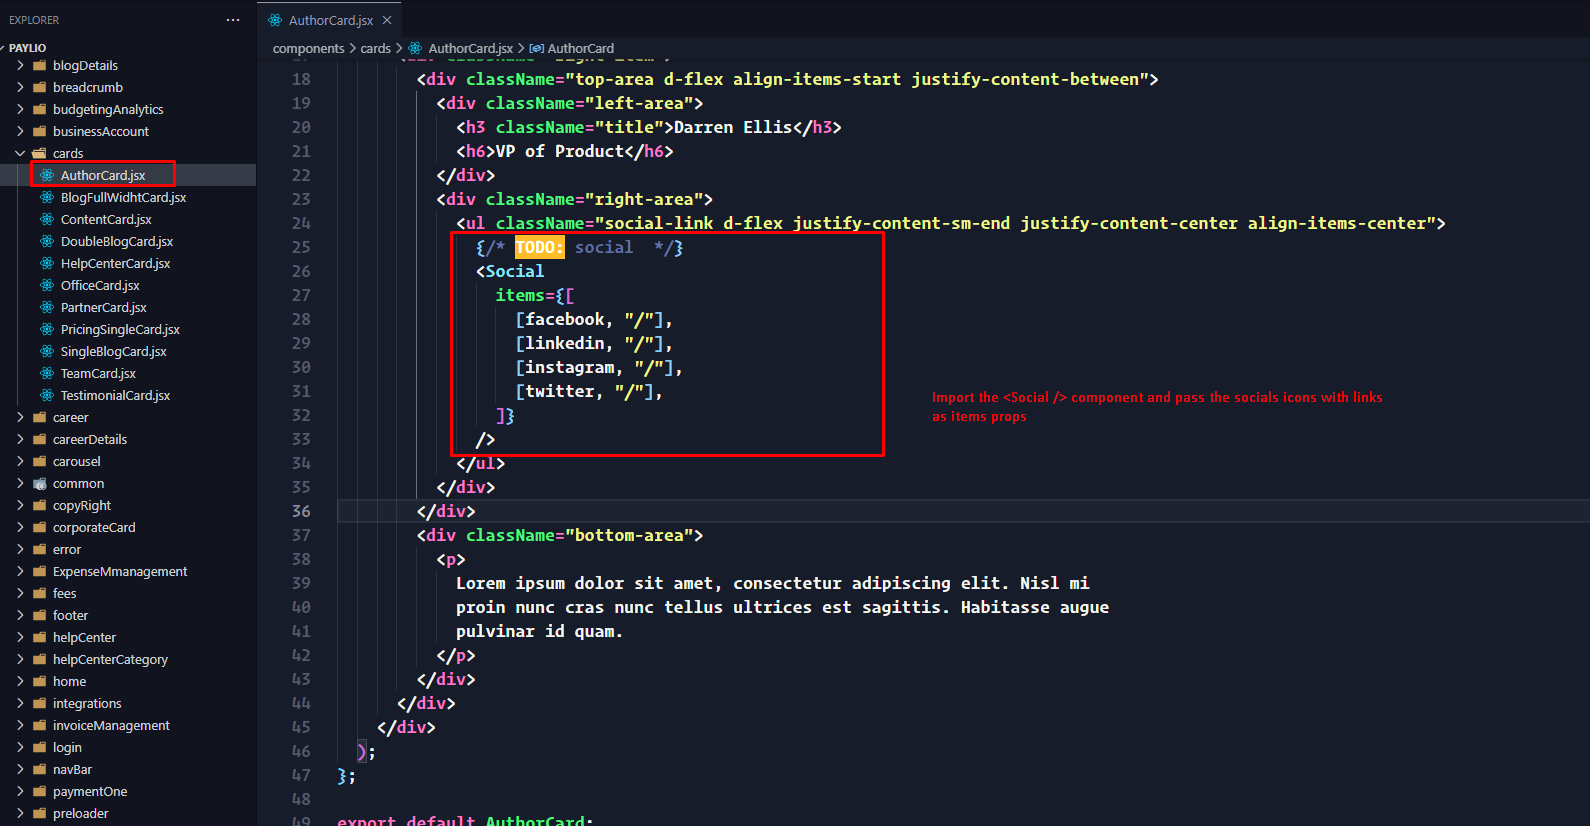 EXPLORER
...
PAYLIO
blogDetails
breadcrumb
budgetingAnalytics
businessAccount
cards
AuthorCard.jsx
BlogFullWidhtCard.jsx
ContentCard.jsx
DoubleBlogCard.jsx
HelpCenterCard.jsx
OfficeCard.jsx
PartnerCard.jsx
PricingSingleCard.jsx
SingleBlogCard.jsx
TeamCard.jsx
TestimonialCard.jsx
career
careerDetails
carousel
common
copyRight
corporateCard
error
ExpenseMmanagement
fees
footer
helpCenter
helpCenterCategory
home
integrations
invoiceManagement
login
navBar
paymentOne
preloader
AuthorCard.jsx
components > cards > AuthorCard.jsx > AuthorCard
17 <div className="right-item">
18 <div className="top-area d-flex align-items-start justify-content-between">
19 <div className="left-area">
20 <h3 className="title">Darren Ellis</h3>
21 <h6>VP of Product</h6>
22 </div>
23 <div className="right-area">
24 <ul className="social-link d-flex justify-content-sm-end justify-content-center align-items-center">
25 {/* TODO: social  */}
26 <Social
27 items={[
28 [facebook, "/"],
29 [linkedin, "/"],
30 [instagram, "/"],
31 [twitter, "/"],
32 ]}
33 />
34 </ul>
35 </div>
36 </div>
37 <div className="bottom-area">
38 <p>
39 Lorem ipsum dolor sit amet, consectetur adipiscing elit. Nisl mi
40 proin nunc cras nunc tellus ultrices est sagittis. Habitasse augue
41 pulvinar id quam.
42 </p>
43 </div>
44 </div>
45 </div>
46 );
47 };
48
49 export default AuthorCard;
Import the <Social /> component and pass the socials icons with links
as items props